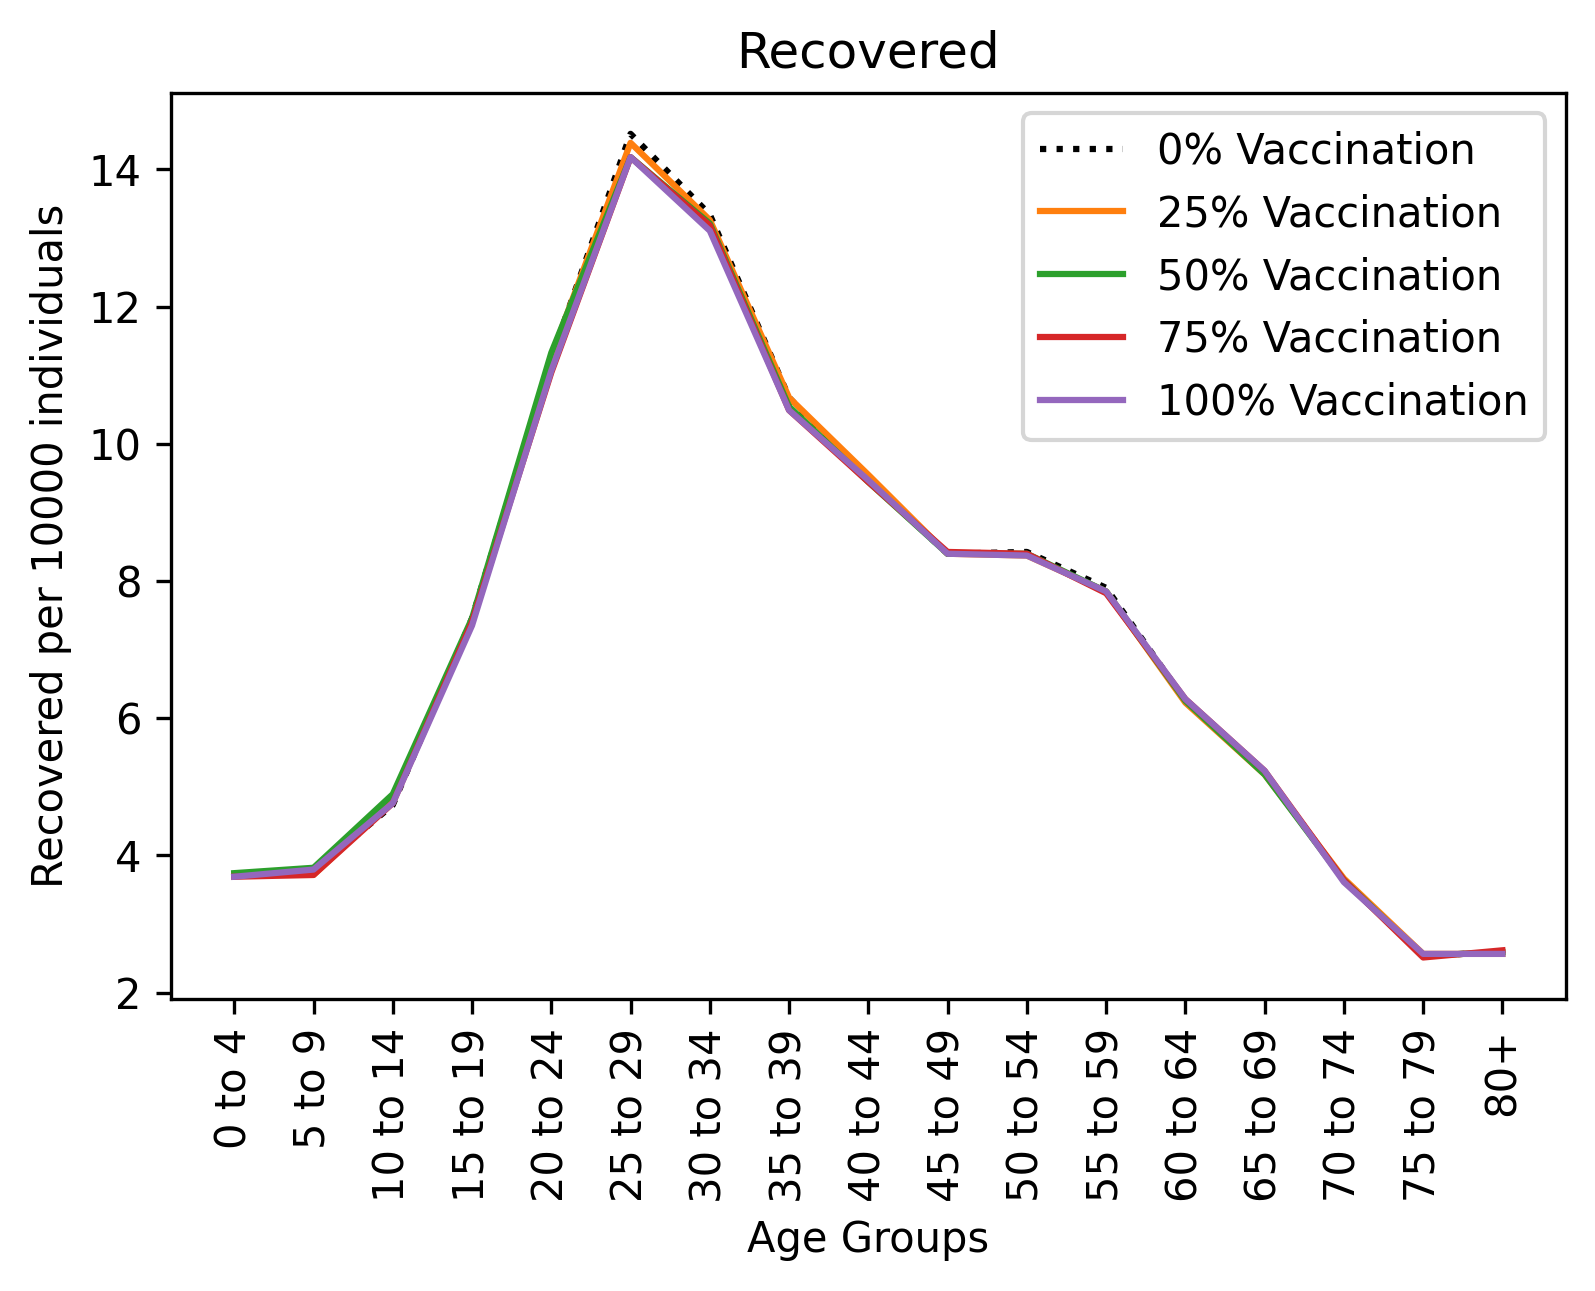 Recovered
Recovered per 10000 individuals
14
12
10
8
6
4
2
0% Vaccination
25% Vaccination
50% Vaccination
75% Vaccination
100% Vaccination
0 to 4
5 to 9
10 to 14
15 to 19
20 to 24
25 to 29
30 to 34
35 to 39
40 to 44
45 to 49
50 to 54
55 to 59
60 to 64
65 to 69
70 to 74
75 to 79
80+
Age Groups